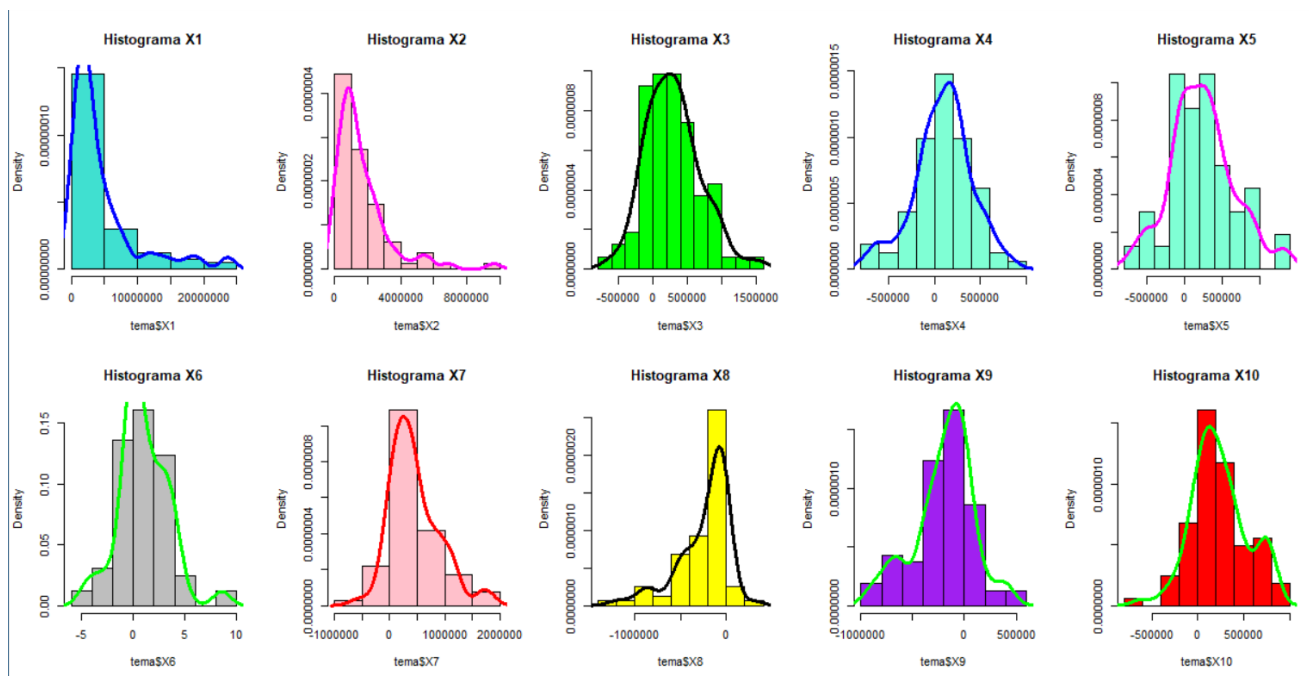 Histograma X1
Density
0.00000000 0.00000010
0 10000000 20000000
tema$X1
Histograma X2
Density
0.0000000 0.0000002 0.0000004
0 4000000 8000000
tema$X2
Histograma X3
Density
0.0000000 0.0000004 0.0000008
-500000 0 500000 1500000
tema$X3
Histograma X4
Density
0.0000000 0.0000005 0.0000010 0.0000015
-500000 0 500000
tema$X4
Histograma X5
Density
0.0000000 0.0000004 0.0000008
-500000 0 500000
tema$X5
Histograma X6
Density
0.00 0.05 0.10 0.15
-5 0 5 10
tema$X6
Histograma X7
Density
0.0000004 0.0000008
-1000000 0 1000000 2000000
tema$X7
Histograma X8
Density
0.0000000 0.0000010 0.0000020
-1000000 0
tema$X8
Histograma X9
Density
0.0000000 0.0000010
-1000000 0 500000
tema$X9
Histograma X10
Density
0.0000000 0.0000010
-500000 0 500000
tema$X10